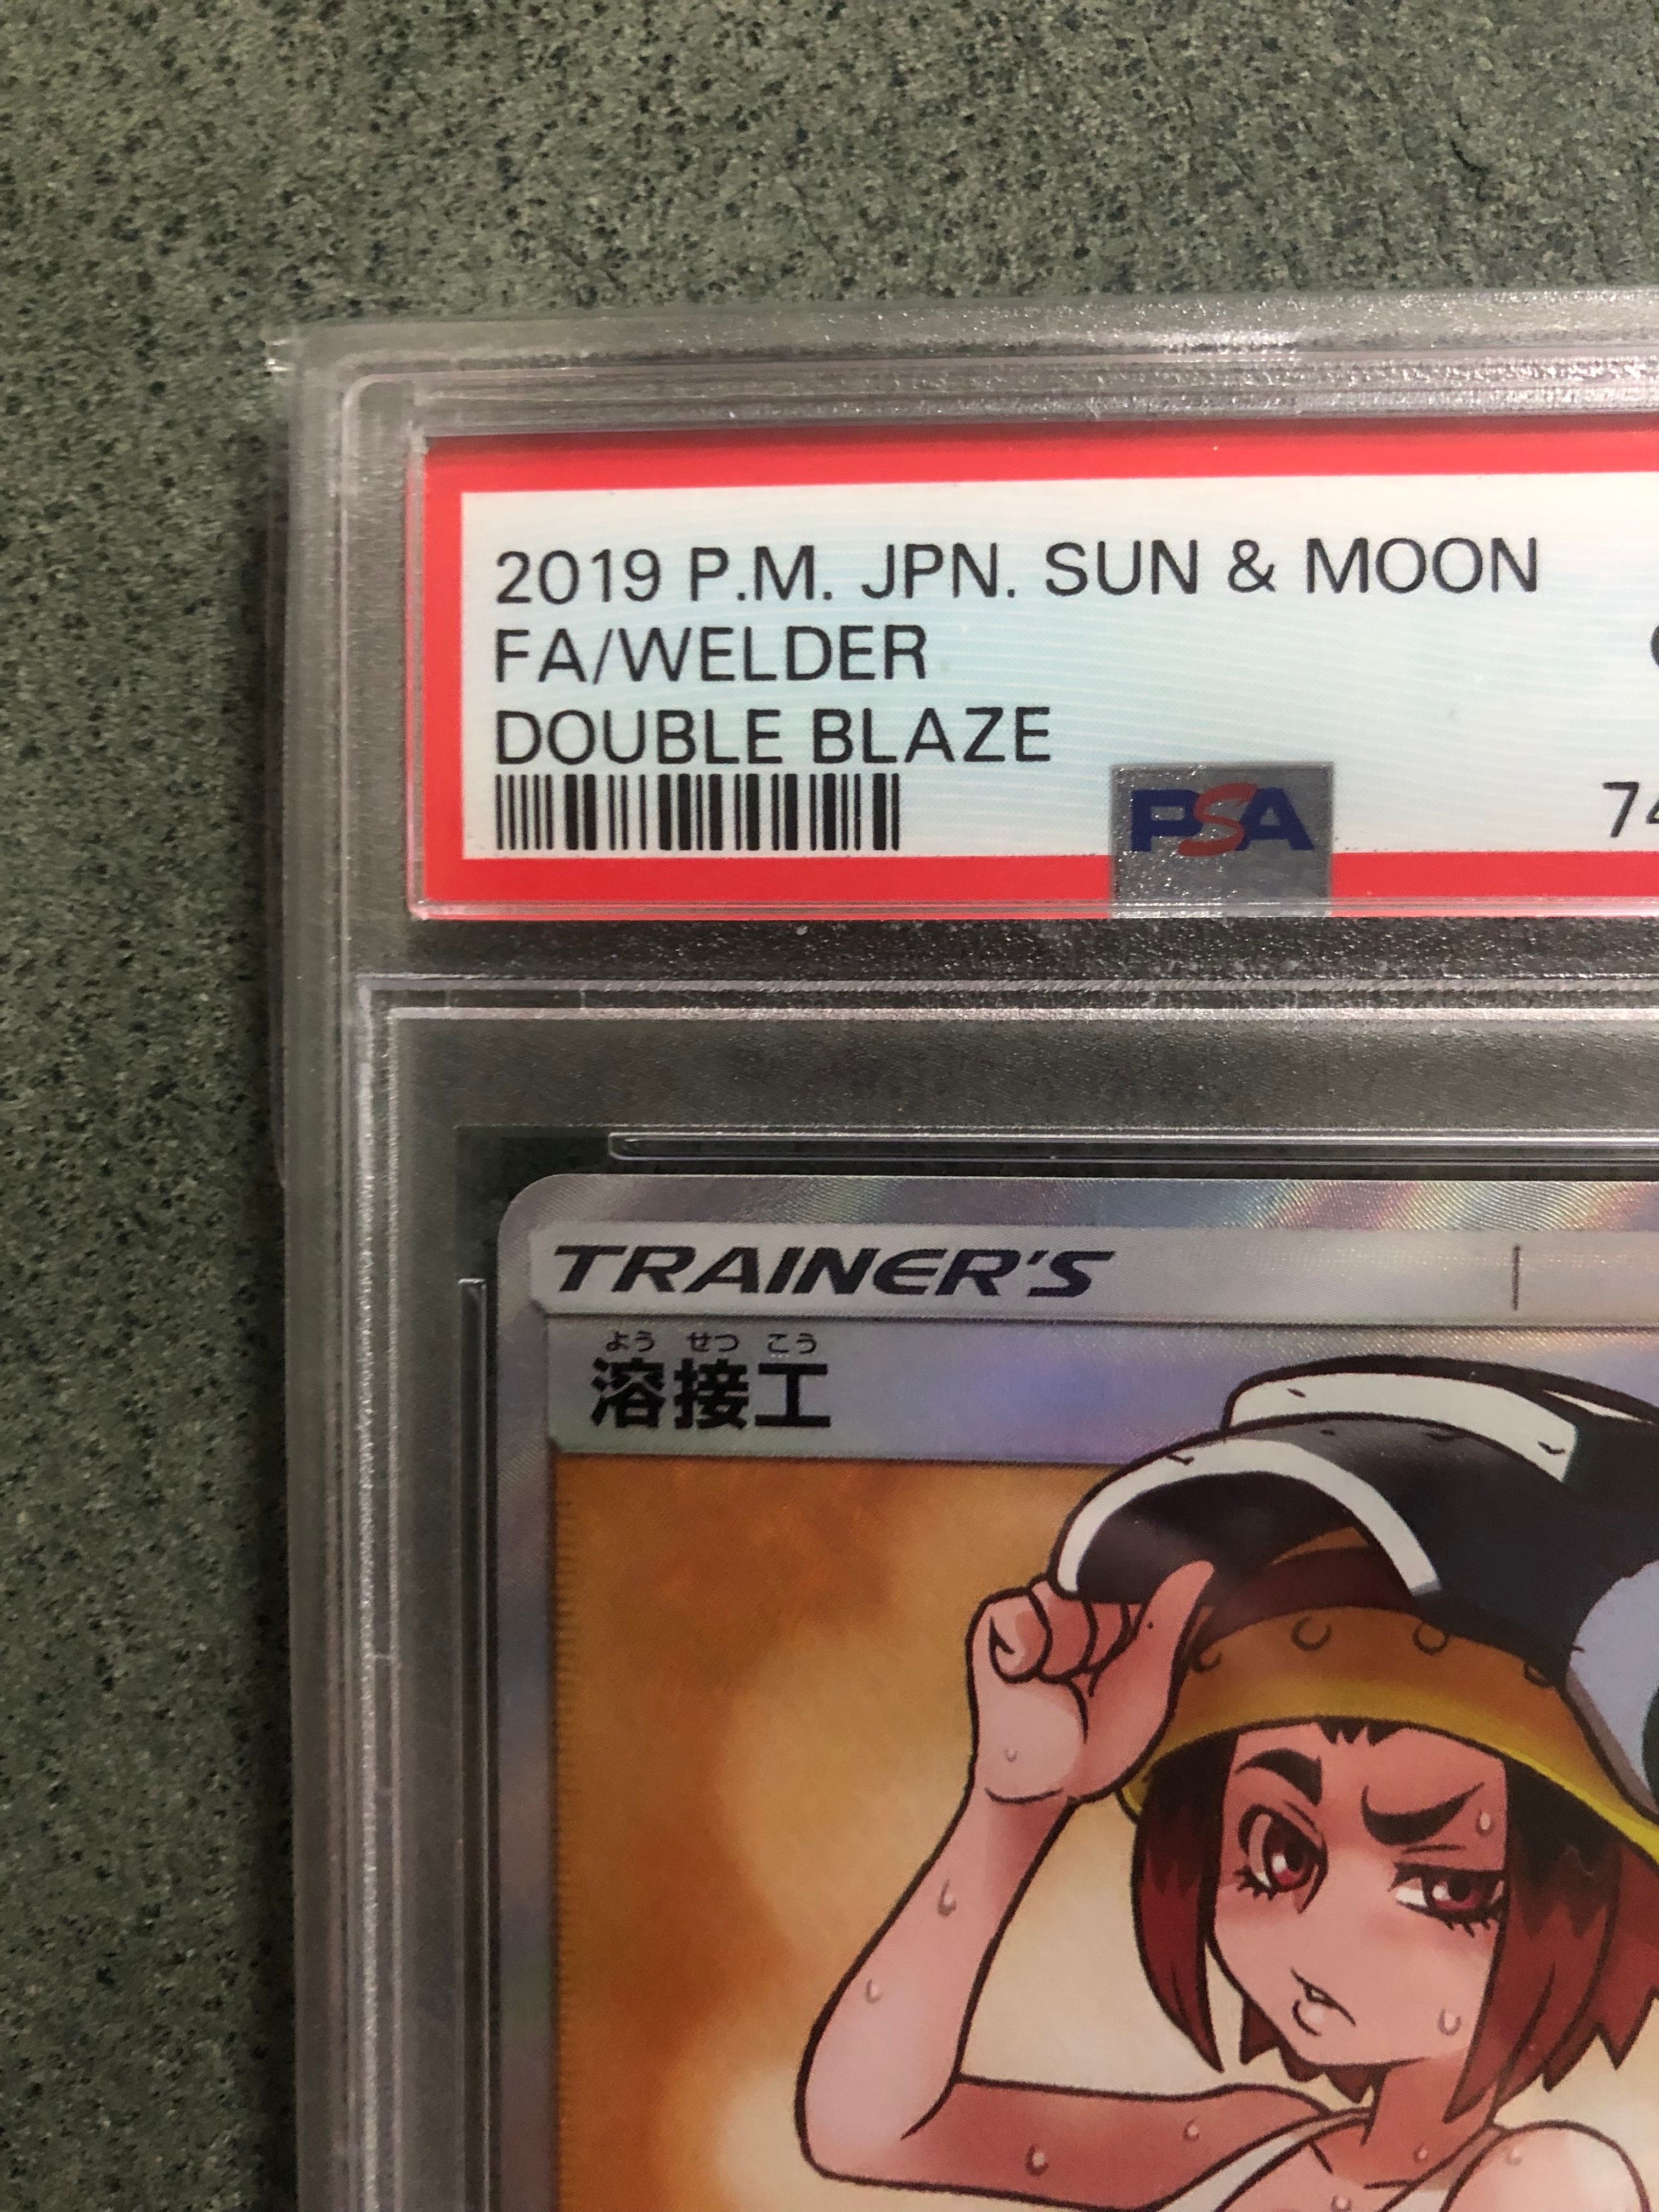 2019 P.M. JPN. SUN & MOON
FA/WELDER
DOUBLE BLAZE
PSA
TRAINER'S
よう せつ こう
溶接工